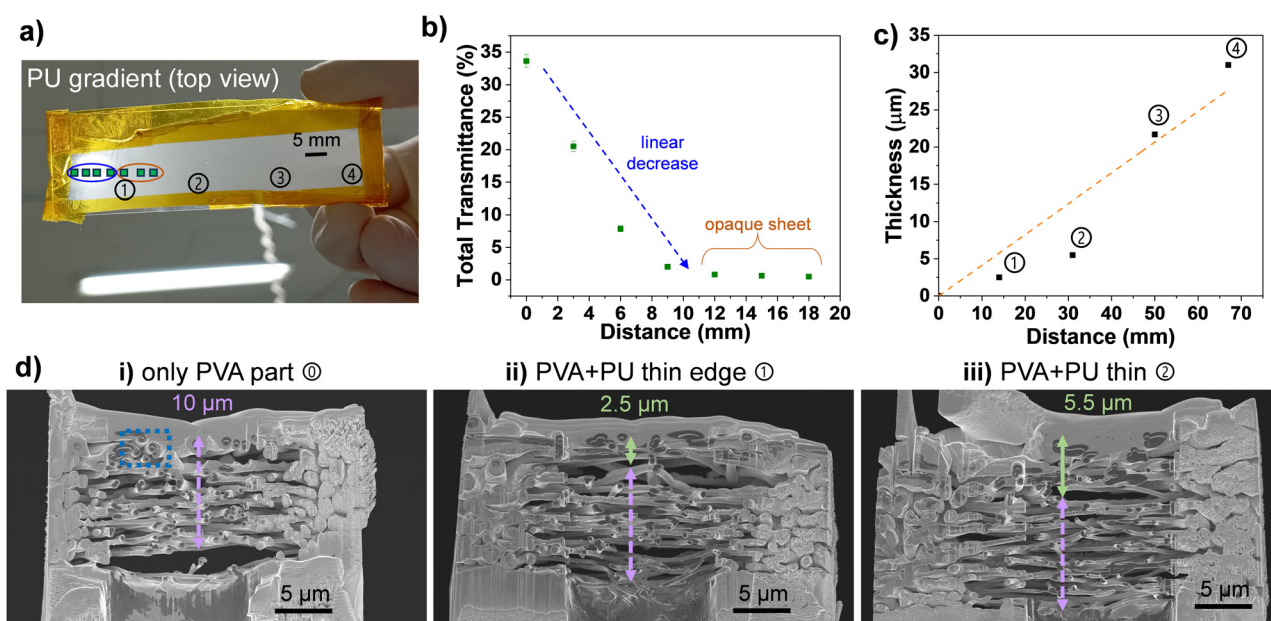 a)
PU gradient (top view)
5 mm
①
②
③
④
b)
Total Transmittance (%)
35
30
25
20
15
10
5
0
linear
decrease
opaque sheet
0 2 4 6 8 10 12 14 16 18 20
Distance (mm)
c)
Thickness (µm)
35
30
25
20
15
10
5
0
①
②
③
④
0 10 20 30 40 50 60 70
Distance (mm)
d)
i) only PVA part ⓪
10 µm
5 µm
ii) PVA+PU thin edge ①
2.5 µm
5 µm
iii) PVA+PU thin ②
5.5 µm
5 µm